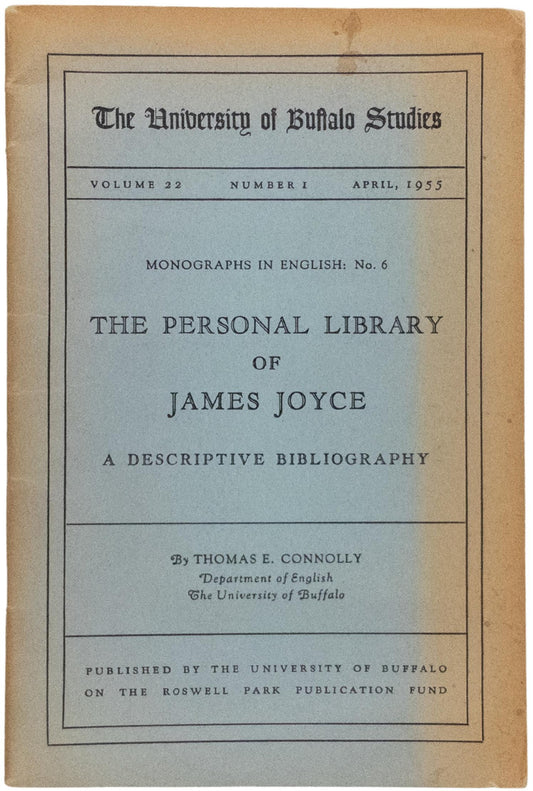 The University of Buffalo Studies
VOLUME 22 NUMBER 1 APRIL, 1955
MONOGRAPHS IN ENGLISH: No. 6
THE PERSONAL LIBRARY
OF
JAMES JOYCE
A DESCRIPTIVE BIBLIOGRAPHY
By THOMAS E. CONNOLLY
Department of English
The University of Buffalo
PUBLISHED BY THE UNIVERSITY OF BUFFALO
ON THE ROSWELL PARK PUBLICATION FUND